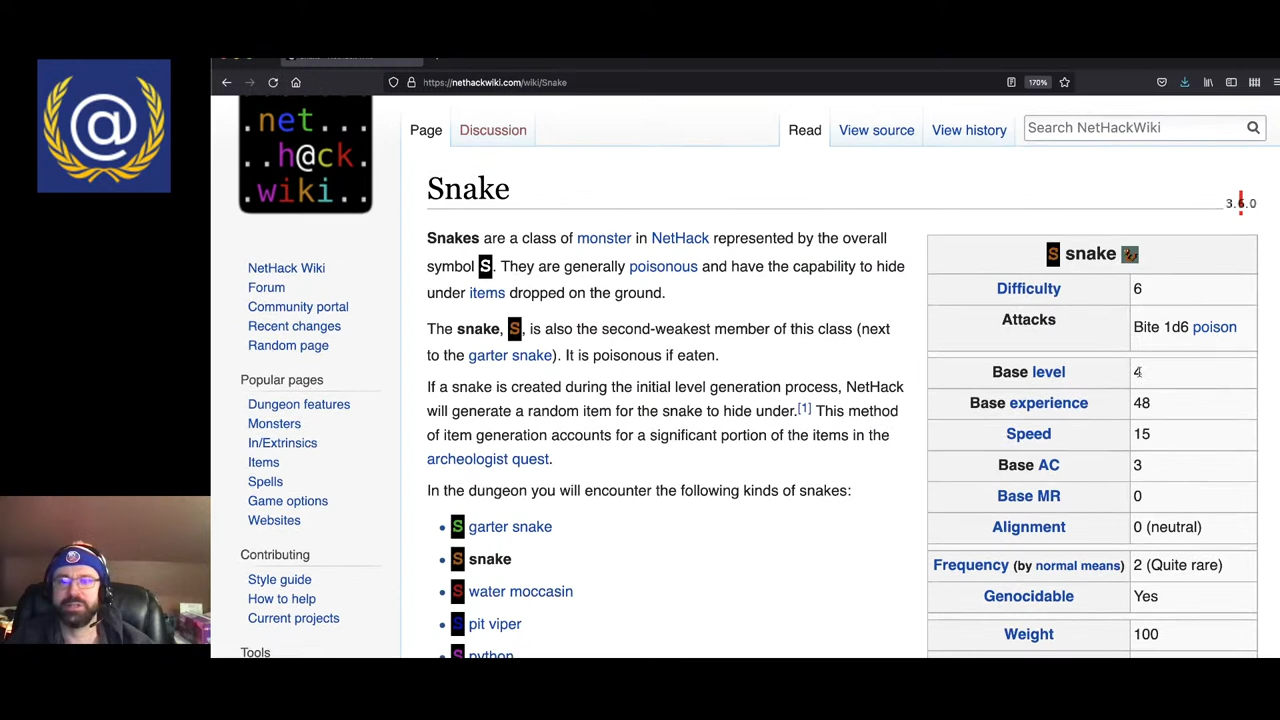 https://nethackwiki.com/wiki/Snake
170%
@
. n e t . . .
. . h @ c k .
. w i k i . .
Page
Discussion
Read
View source
View history
Search NetHackWiki
Snake
3.6.0
Snakes are a class of monster in NetHack represented by the overall
symbol S. They are generally poisonous and have the capability to hide
under items dropped on the ground.
The snake, S, is also the second-weakest member of this class (next
to the garter snake). It is poisonous if eaten.
If a snake is created during the initial level generation process, NetHack
will generate a random item for the snake to hide under.[1] This method
of item generation accounts for a significant portion of the items in the
archeologist quest.
In the dungeon you will encounter the following kinds of snakes:
• S garter snake
• S snake
• S water moccasin
• S pit viper
• S python
S snake
Difficulty 6
Attacks Bite 1d6 poison
Base level 4
Base experience 48
Speed 15
Base AC 3
Base MR 0
Alignment 0 (neutral)
Frequency (by normal means) 2 (Quite rare)
Genocidable Yes
Weight 100
NetHack Wiki
Forum
Community portal
Recent changes
Random page
Popular pages
Dungeon features
Monsters
In/Extrinsics
Items
Spells
Game options
Websites
Contributing
Style guide
How to help
Current projects
Tools